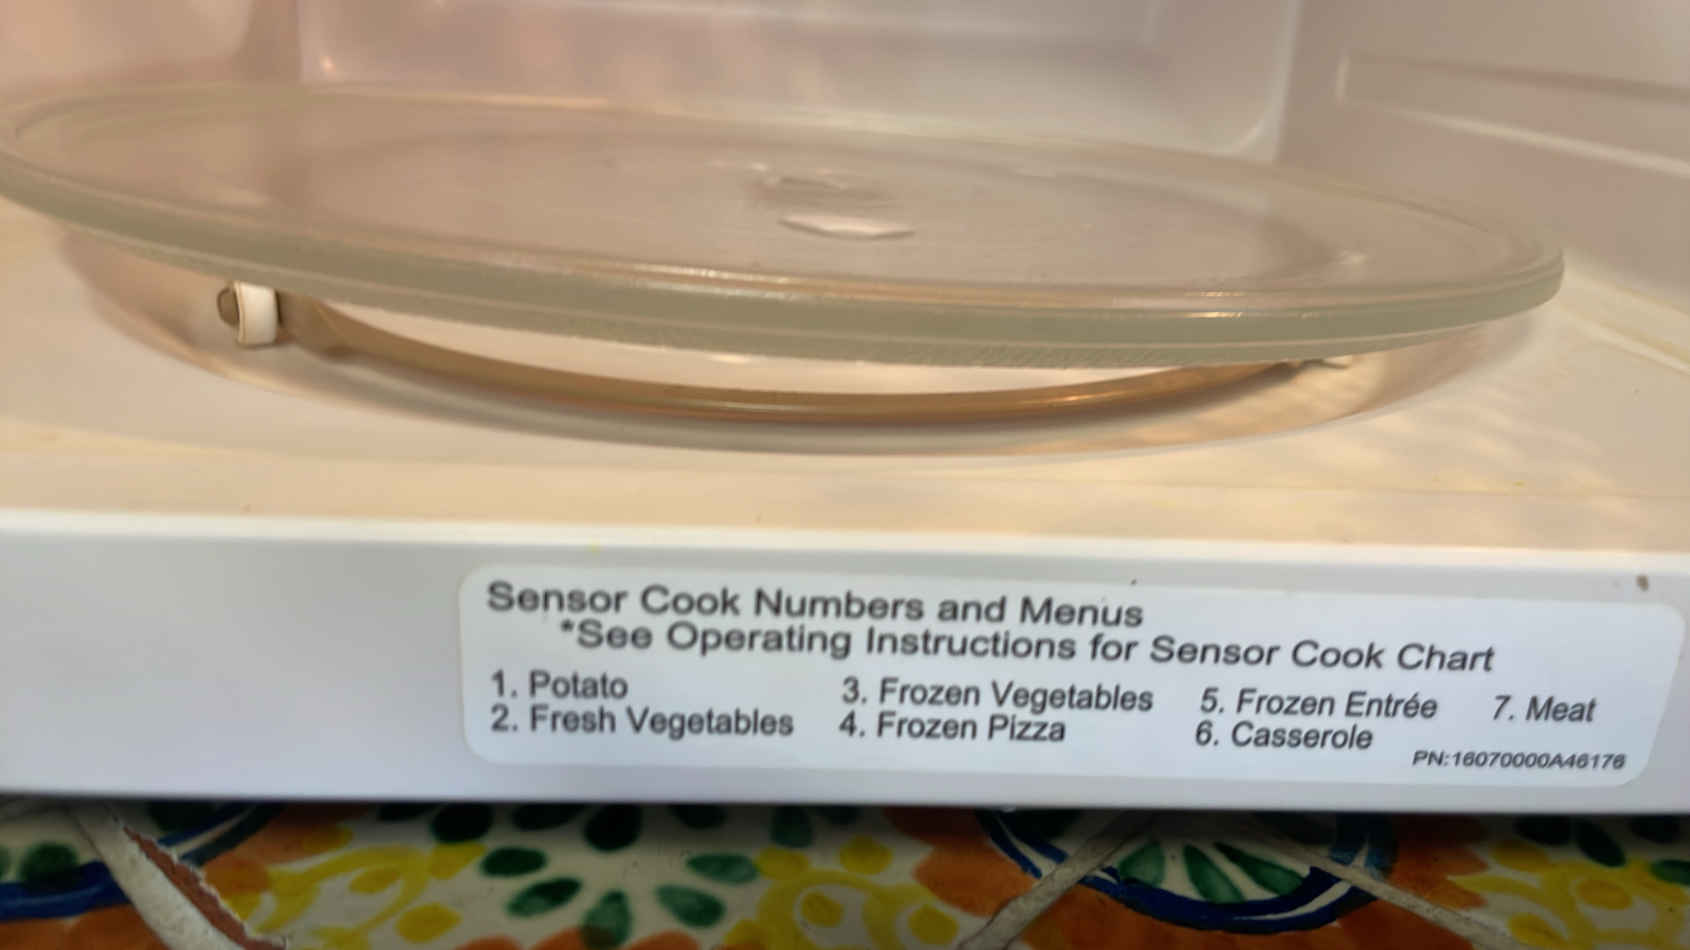 Sensor Cook Numbers and Menus
*See Operating Instructions for Sensor Cook Chart
1. Potato
2. Fresh Vegetables
3. Frozen Vegetables
4. Frozen Pizza
5. Frozen Entrée
6. Casserole
7. Meat
PN:16070000A46176